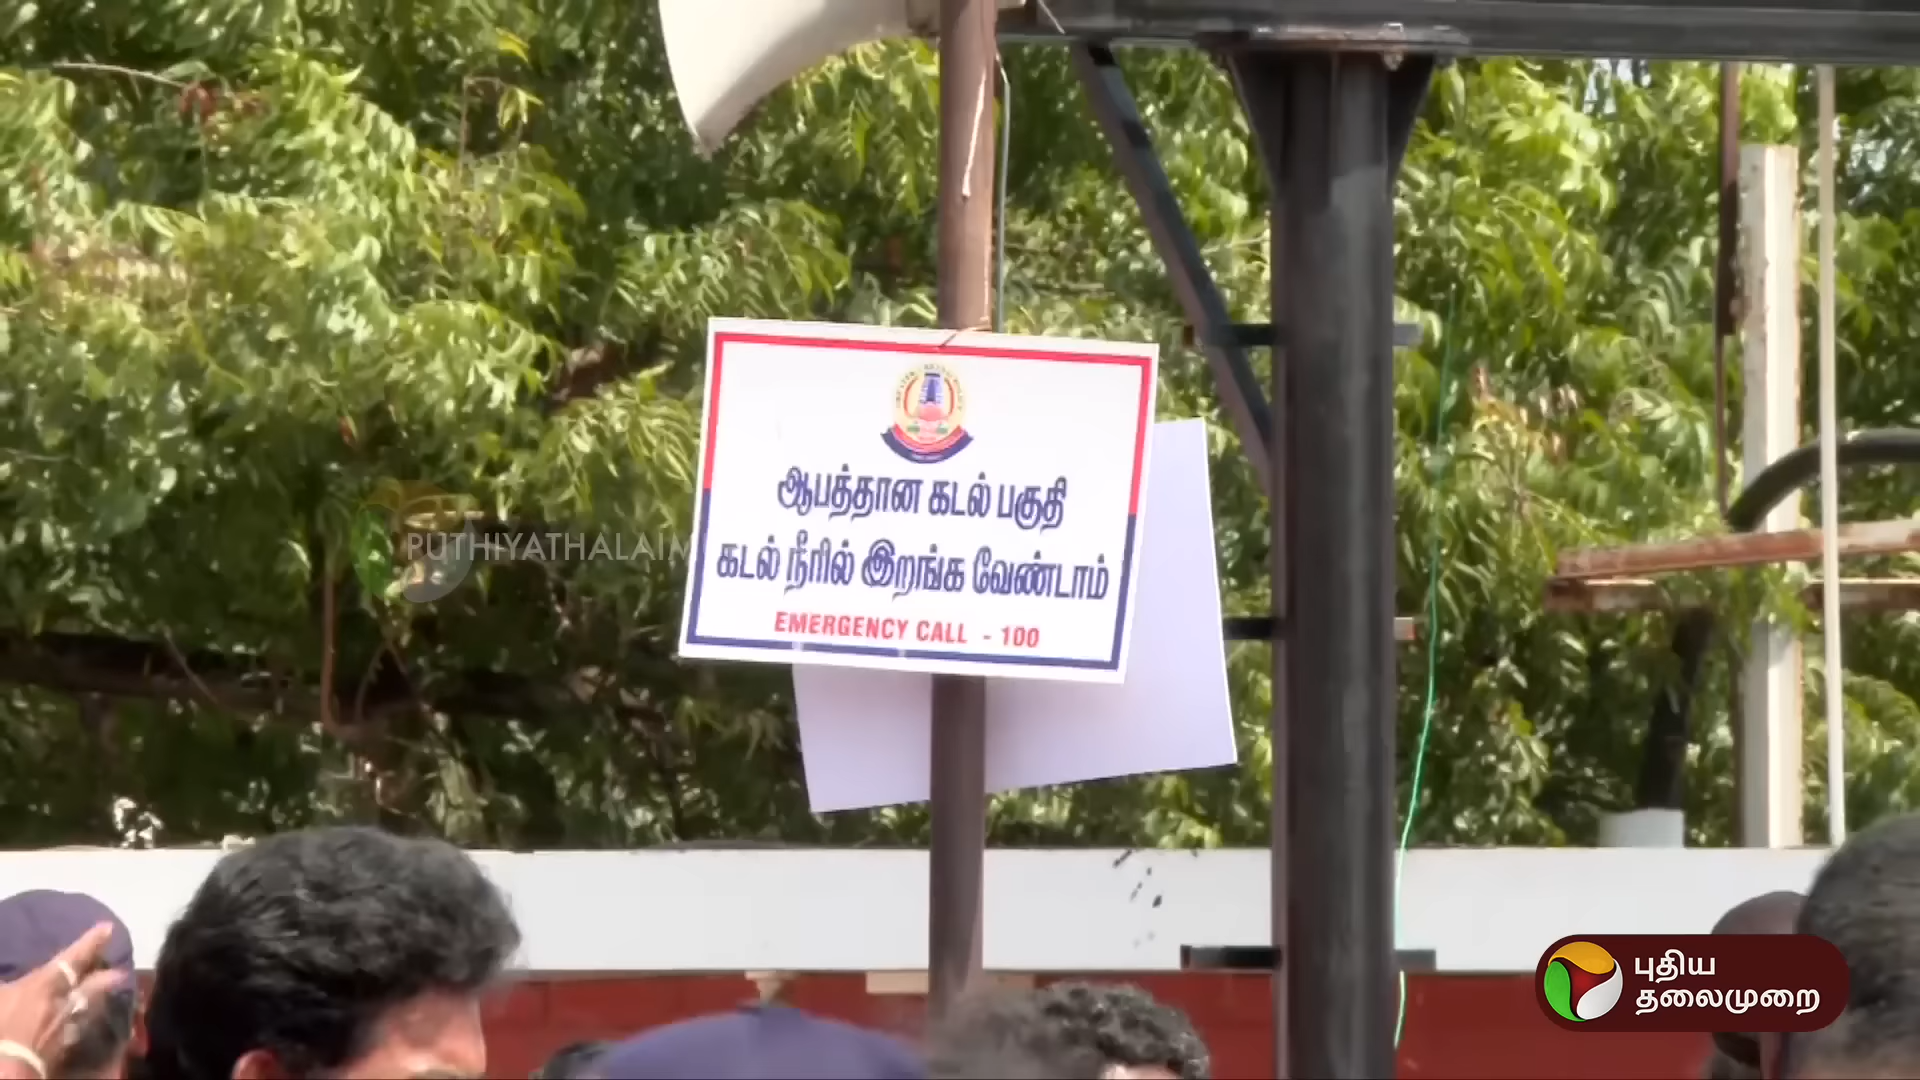 ஆபத்தான கடல் பகுதி
கடல் நீரில் இறங்க வேண்டாம்
EMERGENCY CALL - 100
PUTHIYATHALAIM
புதிய
தலைமுறை